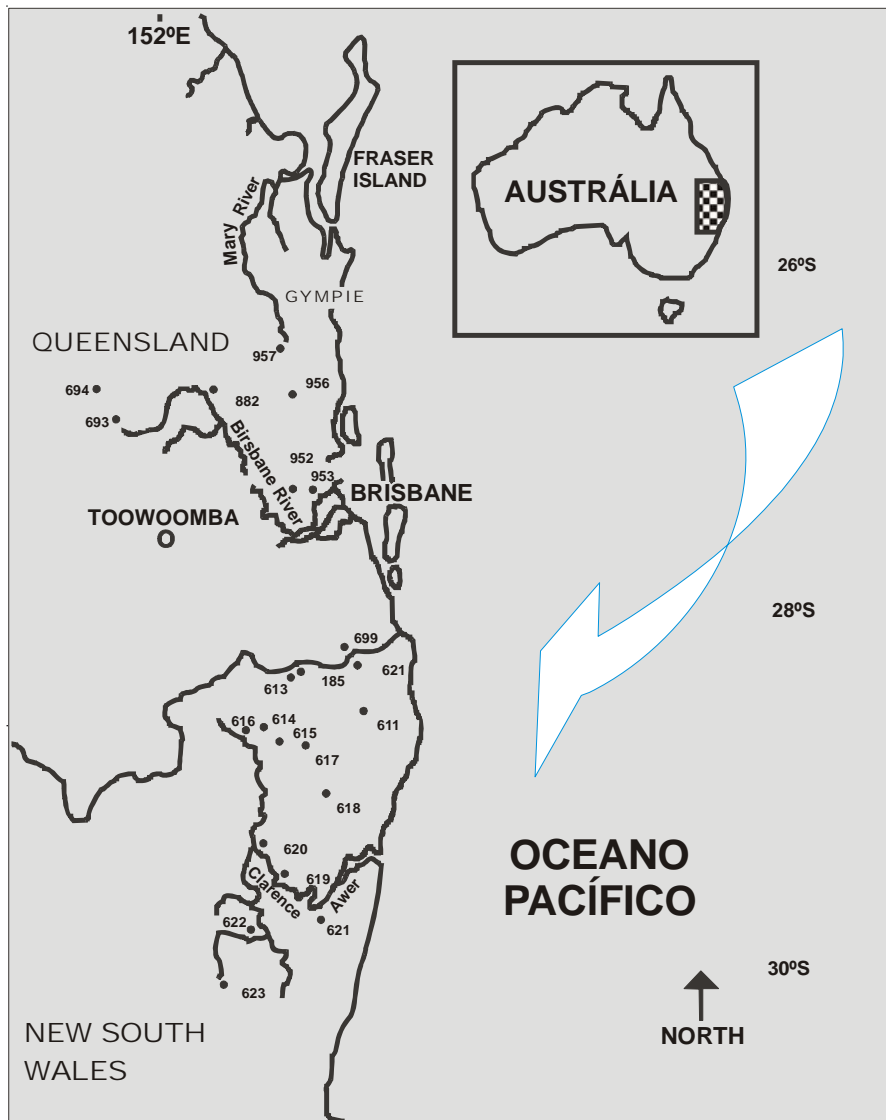 152ºE
FRASER
ISLAND
AUSTRÁLIA
Mary River
26ºS
GYMPIE
QUEENSLAND
957
694
882
956
693
Birsbane River
952
953
BRISBANE
TOOWOOMBA
28ºS
699
621
613
185
616
614
615
611
617
618
OCEANO
PACÍFICO
620
Clarence
619
Awer
622
621
30ºS
623
NORTH
NEW SOUTH
WALES